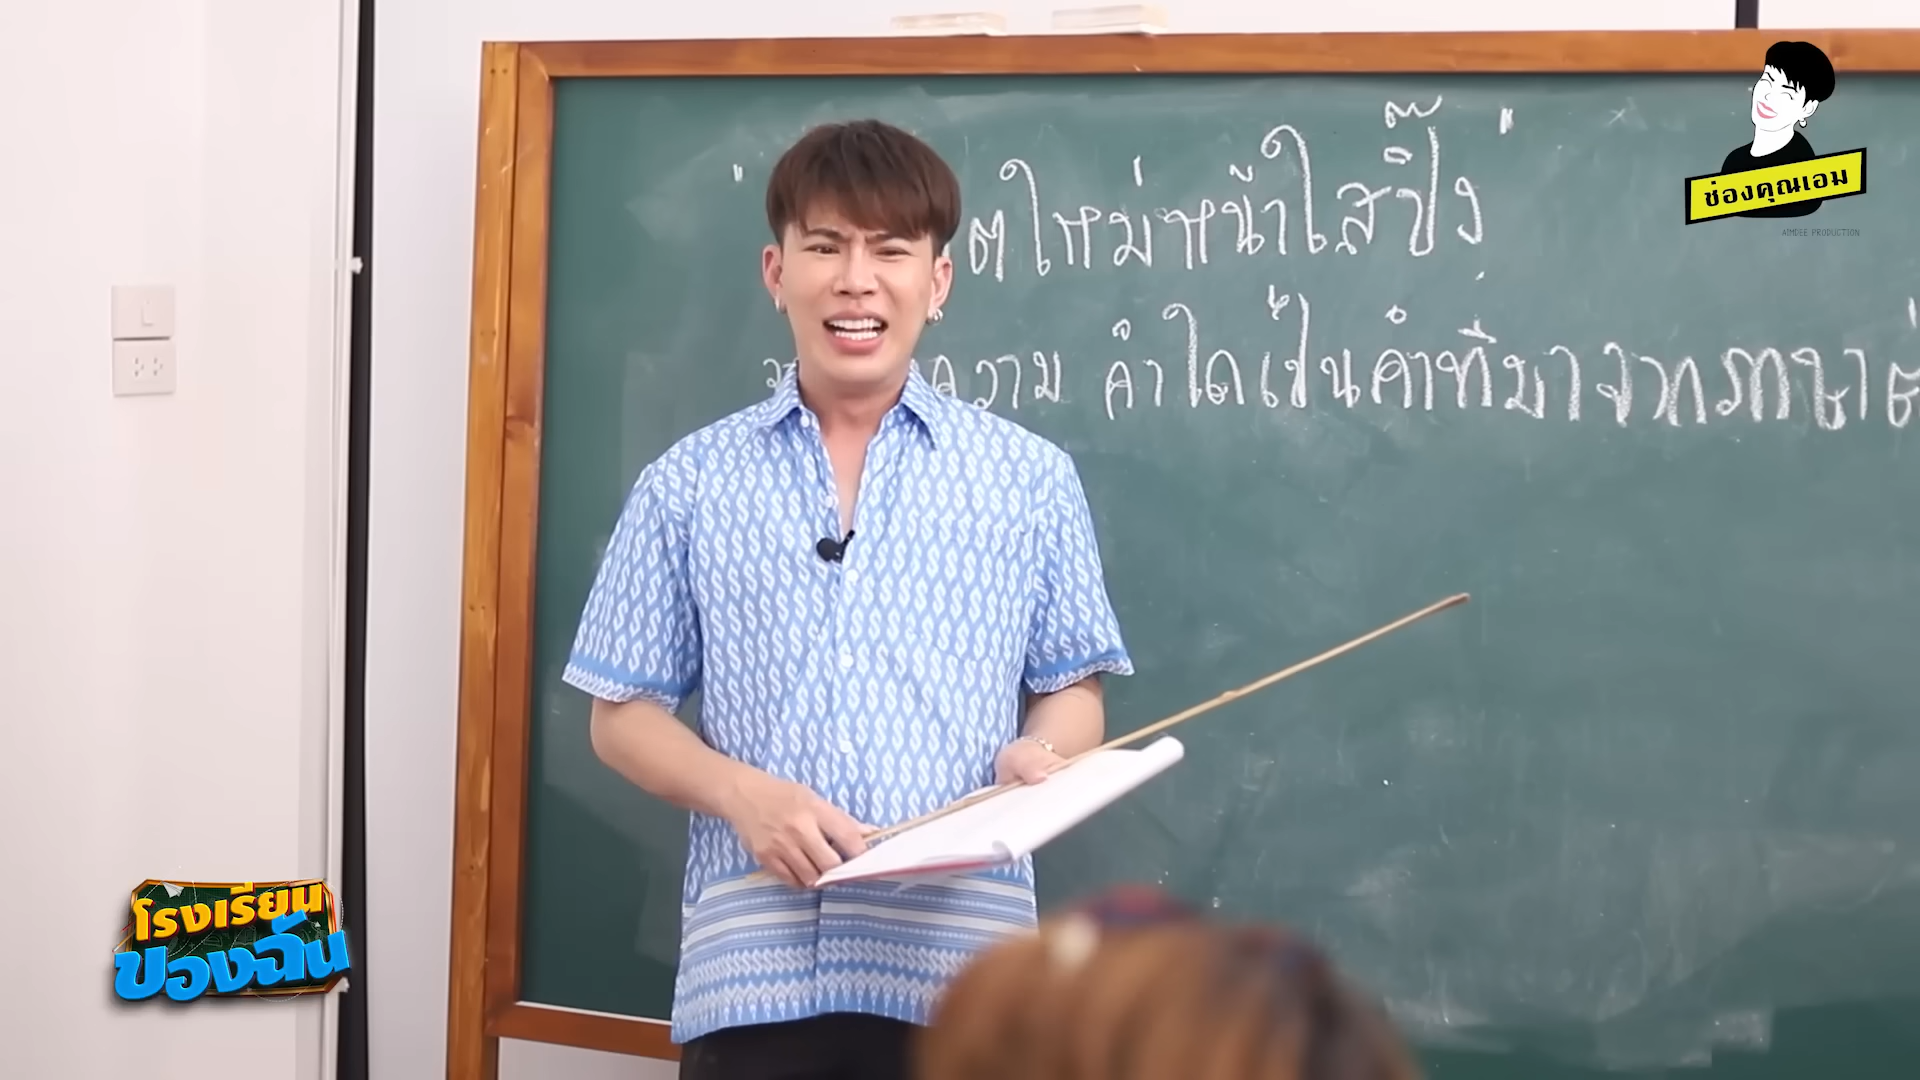 " ตใหม่หน้าใสปิ๊ง "
ความ คำใดเป็นคำที่มาจากภาษาต่
ช่องคุณเอม
AIMDEE PRODUCTION
โรงเรียน
ของฉัน